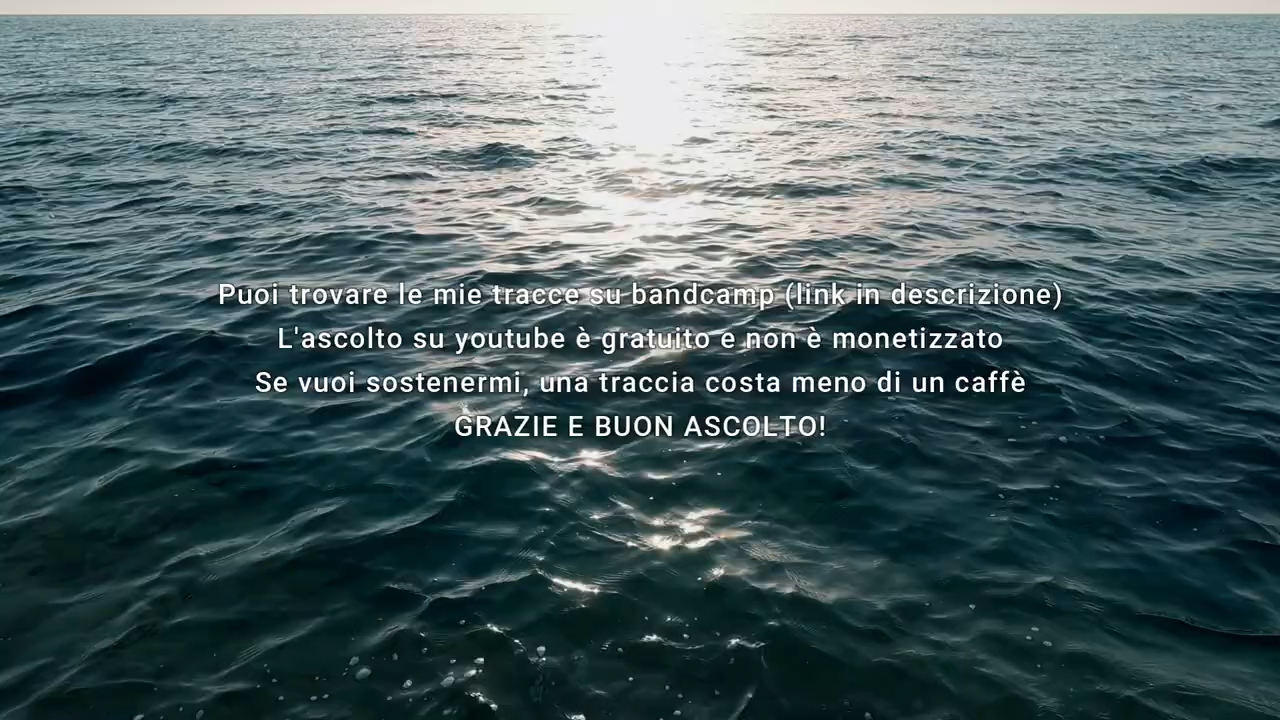 Puoi trovare le mie tracce su bandcamp (link in descrizione)
L'ascolto su youtube è gratuito e non è monetizzato
Se vuoi sostenermi, una traccia costa meno di un caffè
GRAZIE E BUON ASCOLTO!